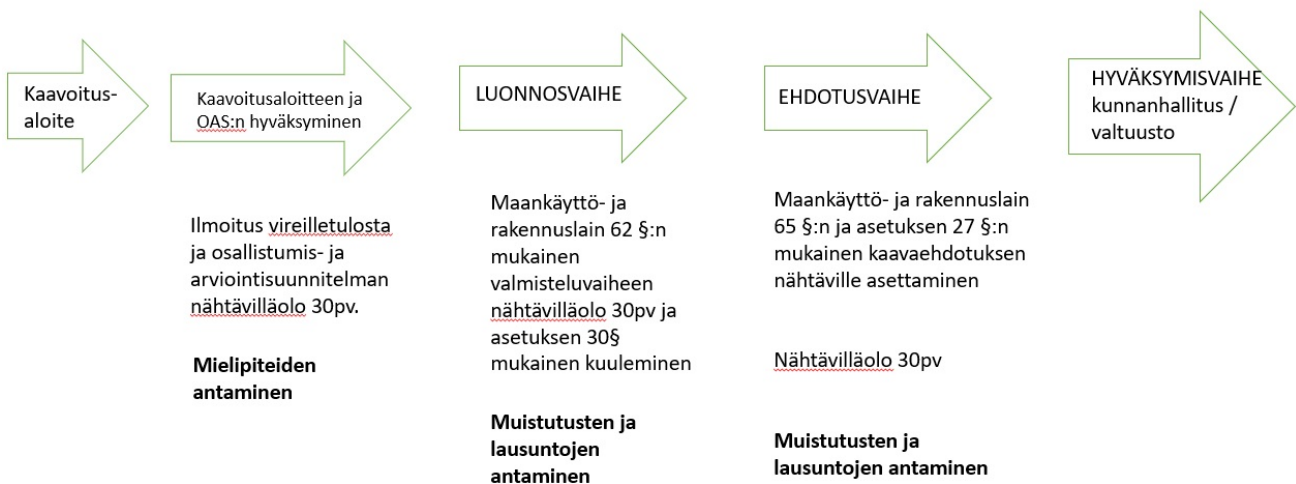 Kaavoitus-
aloite
Kaavoitusaloitteen ja
OAS:n hyväksyminen
Ilmoitus vireilletulosta
ja osallistumis- ja
arviointisuunnitelman
nähtävilläolo 30pv.
Mielipiteiden
antaminen
LUONNOSVAIHE
Maankäyttö- ja
rakennuslain 62 §:n
mukainen
valmisteluvaiheen
nähtävilläolo 30pv ja
asetuksen 30§
mukainen kuuleminen
Muistutusten ja
lausuntojen
antaminen
EHDOTUSVAIHE
Maankäyttö- ja rakennuslain
65 §:n ja asetuksen 27 §:n
mukainen kaavaehdotuksen
nähtäville asettaminen
Nähtävilläolo 30pv
Muistutusten ja
lausuntojen antaminen
HYVÄKSYMISVAIHE
kunnanhallitus /
valtuusto